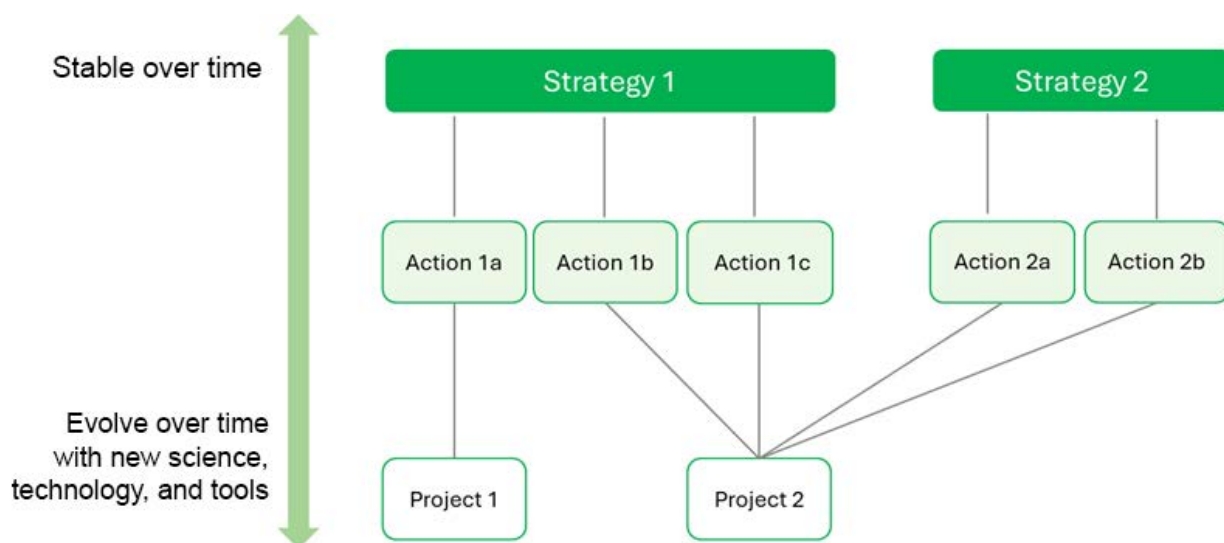 Stable over time
Strategy 1
Strategy 2
Action 1a
Action 1b
Action 1c
Action 2a
Action 2b
Evolve over time
with new science,
technology, and tools
Project 1
Project 2